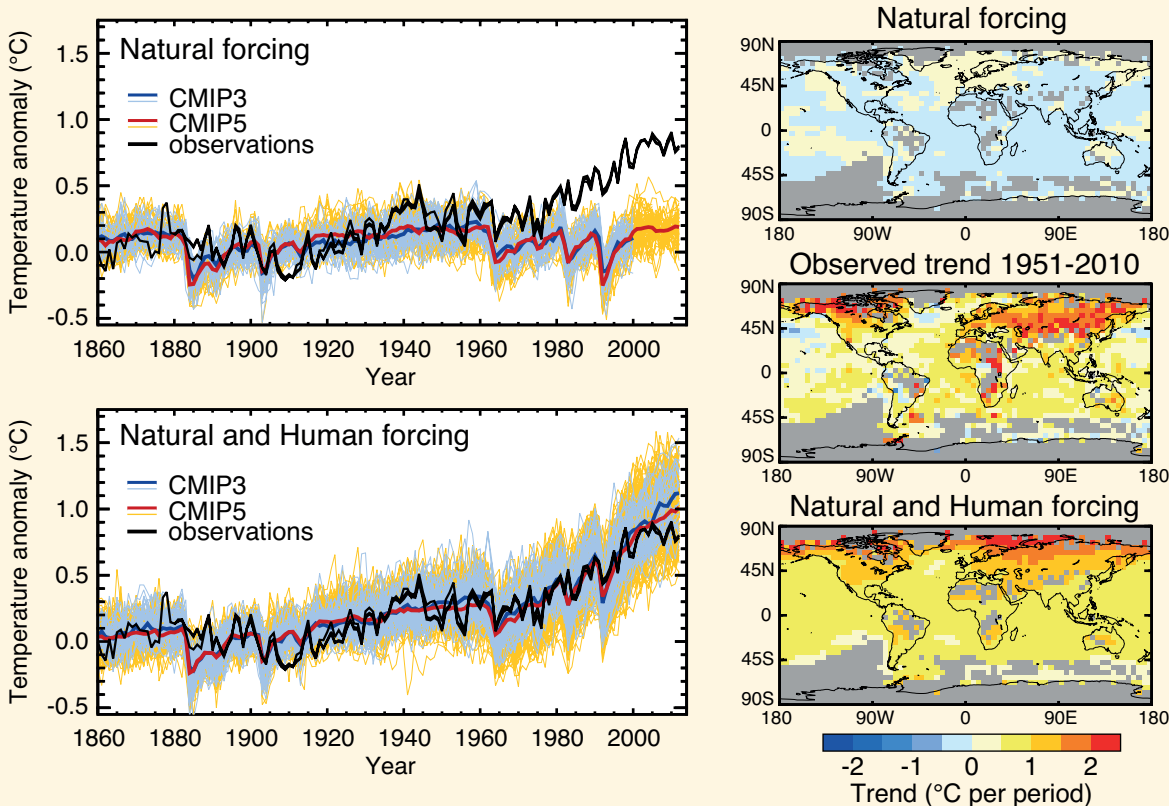 Natural forcing
CMIP3
CMIP5
observations
Temperature anomaly (°C)
1.5
1.0
0.5
0.0
-0.5
1860 1880 1900 1920 1940 1960 1980 2000
Year
Natural and Human forcing
CMIP3
CMIP5
observations
Temperature anomaly (°C)
1.5
1.0
0.5
0.0
-0.5
1860 1880 1900 1920 1940 1960 1980 2000
Year
Natural forcing
90N
45N
0
45S
90S
180 90W 0 90E 180
Observed trend 1951-2010
90N
45N
0
45S
90S
180 90W 0 90E 180
Natural and Human forcing
90N
45N
0
45S
90S
180 90W 0 90E 180
-2 -1 0 1 2
Trend (°C per period)